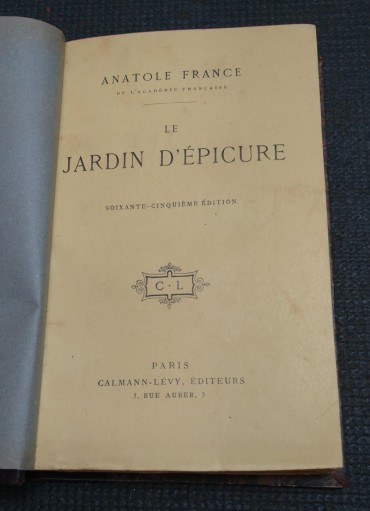 ANATOLE FRANCE
DE L'ACADÉMIE FRANÇAISE
LE
JARDIN D'ÉPICURE
SOIXANTE-CINQUIÈME ÉDITION
C · L
PARIS
CALMANN-LÉVY, ÉDITEURS
3, RUE AUBER, 3